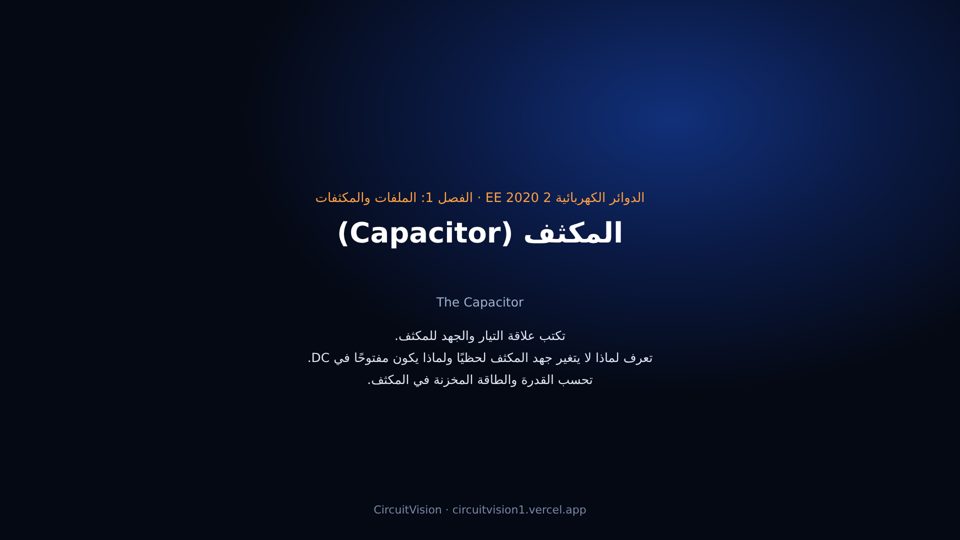 الدوائر الكهربائية 2 EE 2020 · الفصل 1: الملفات والمكثفات
المكثف (Capacitor)
The Capacitor
تكتب علاقة التيار والجهد للمكثف.
تعرف لماذا لا يتغير جهد المكثف لحظيًا ولماذا يكون مفتوحًا في DC.
تحسب القدرة والطاقة المخزنة في المكثف.
CircuitVision · circuitvision1.vercel.app